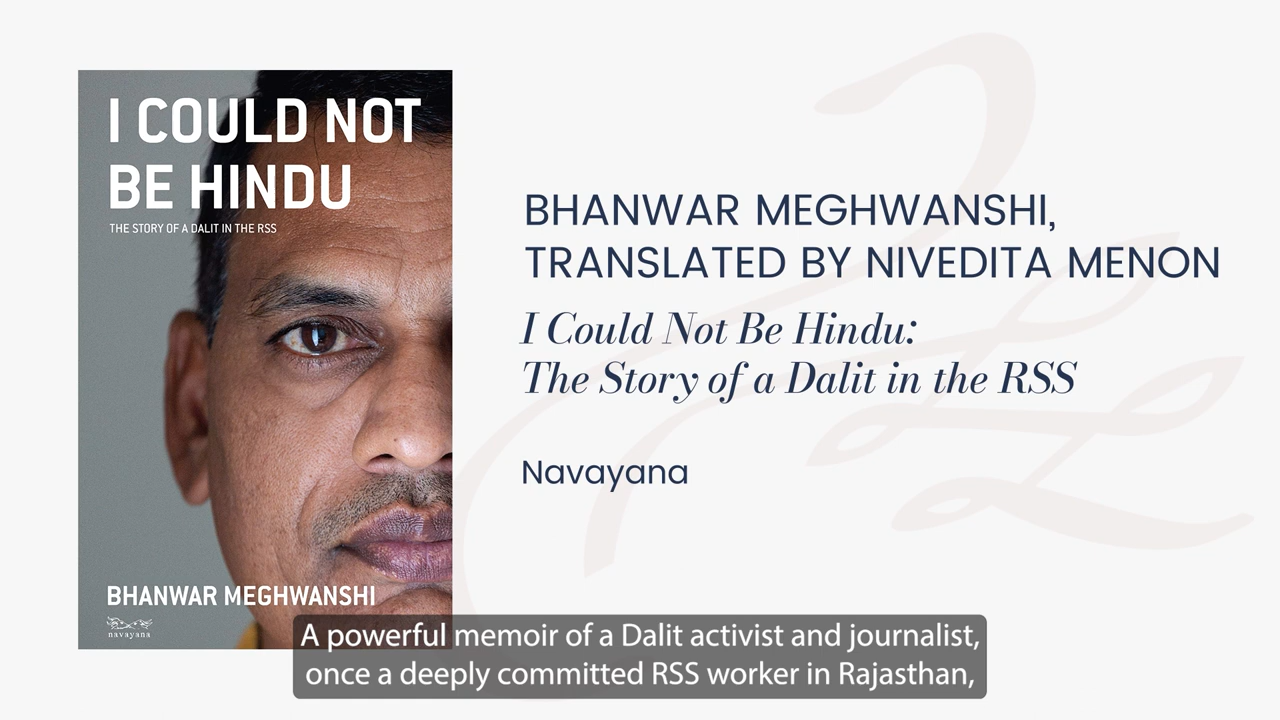 I COULD NOT
BE HINDU
THE STORY OF A DALIT IN THE RSS
BHANWAR MEGHWANSHI
navayana
BHANWAR MEGHWANSHI,
TRANSLATED BY NIVEDITA MENON
I Could Not Be Hindu:
The Story of a Dalit in the RSS
Navayana
A powerful memoir of a Dalit activist and journalist,
once a deeply committed RSS worker in Rajasthan,